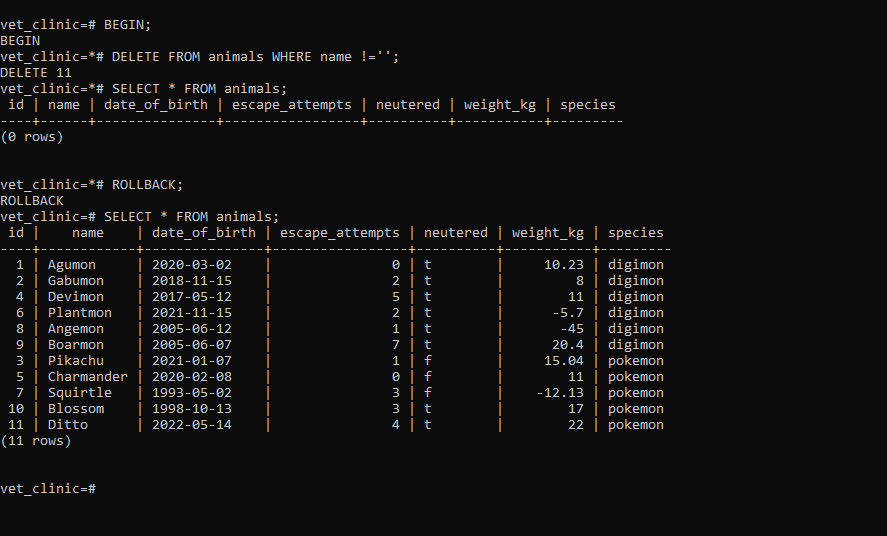 vet_clinic=# BEGIN;
BEGIN
vet_clinic=*# DELETE FROM animals WHERE name !='';
DELETE 11
vet_clinic=*# SELECT * FROM animals;
 id | name | date_of_birth | escape_attempts | neutered | weight_kg | species
----+------+---------------+-----------------+----------+-----------+---------
(0 rows)


vet_clinic=*# ROLLBACK;
ROLLBACK
vet_clinic=# SELECT * FROM animals;
 id |    name    | date_of_birth | escape_attempts | neutered | weight_kg | species
----+------------+---------------+-----------------+----------+-----------+---------
  1 | Agumon     | 2020-03-02    |               0 | t        |     10.23 | digimon
  2 | Gabumon    | 2018-11-15    |               2 | t        |         8 | digimon
  4 | Devimon    | 2017-05-12    |               5 | t        |        11 | digimon
  6 | Plantmon   | 2021-11-15    |               2 | t        |      -5.7 | digimon
  8 | Angemon    | 2005-06-12    |               1 | t        |       -45 | digimon
  9 | Boarmon    | 2005-06-07    |               7 | t        |      20.4 | digimon
  3 | Pikachu    | 2021-01-07    |               1 | f        |     15.04 | pokemon
  5 | Charmander | 2020-02-08    |               0 | f        |        11 | pokemon
  7 | Squirtle   | 1993-05-02    |               3 | f        |    -12.13 | pokemon
 10 | Blossom    | 1998-10-13    |               3 | t        |        17 | pokemon
 11 | Ditto      | 2022-05-14    |               4 | t        |        22 | pokemon
(11 rows)


vet_clinic=#